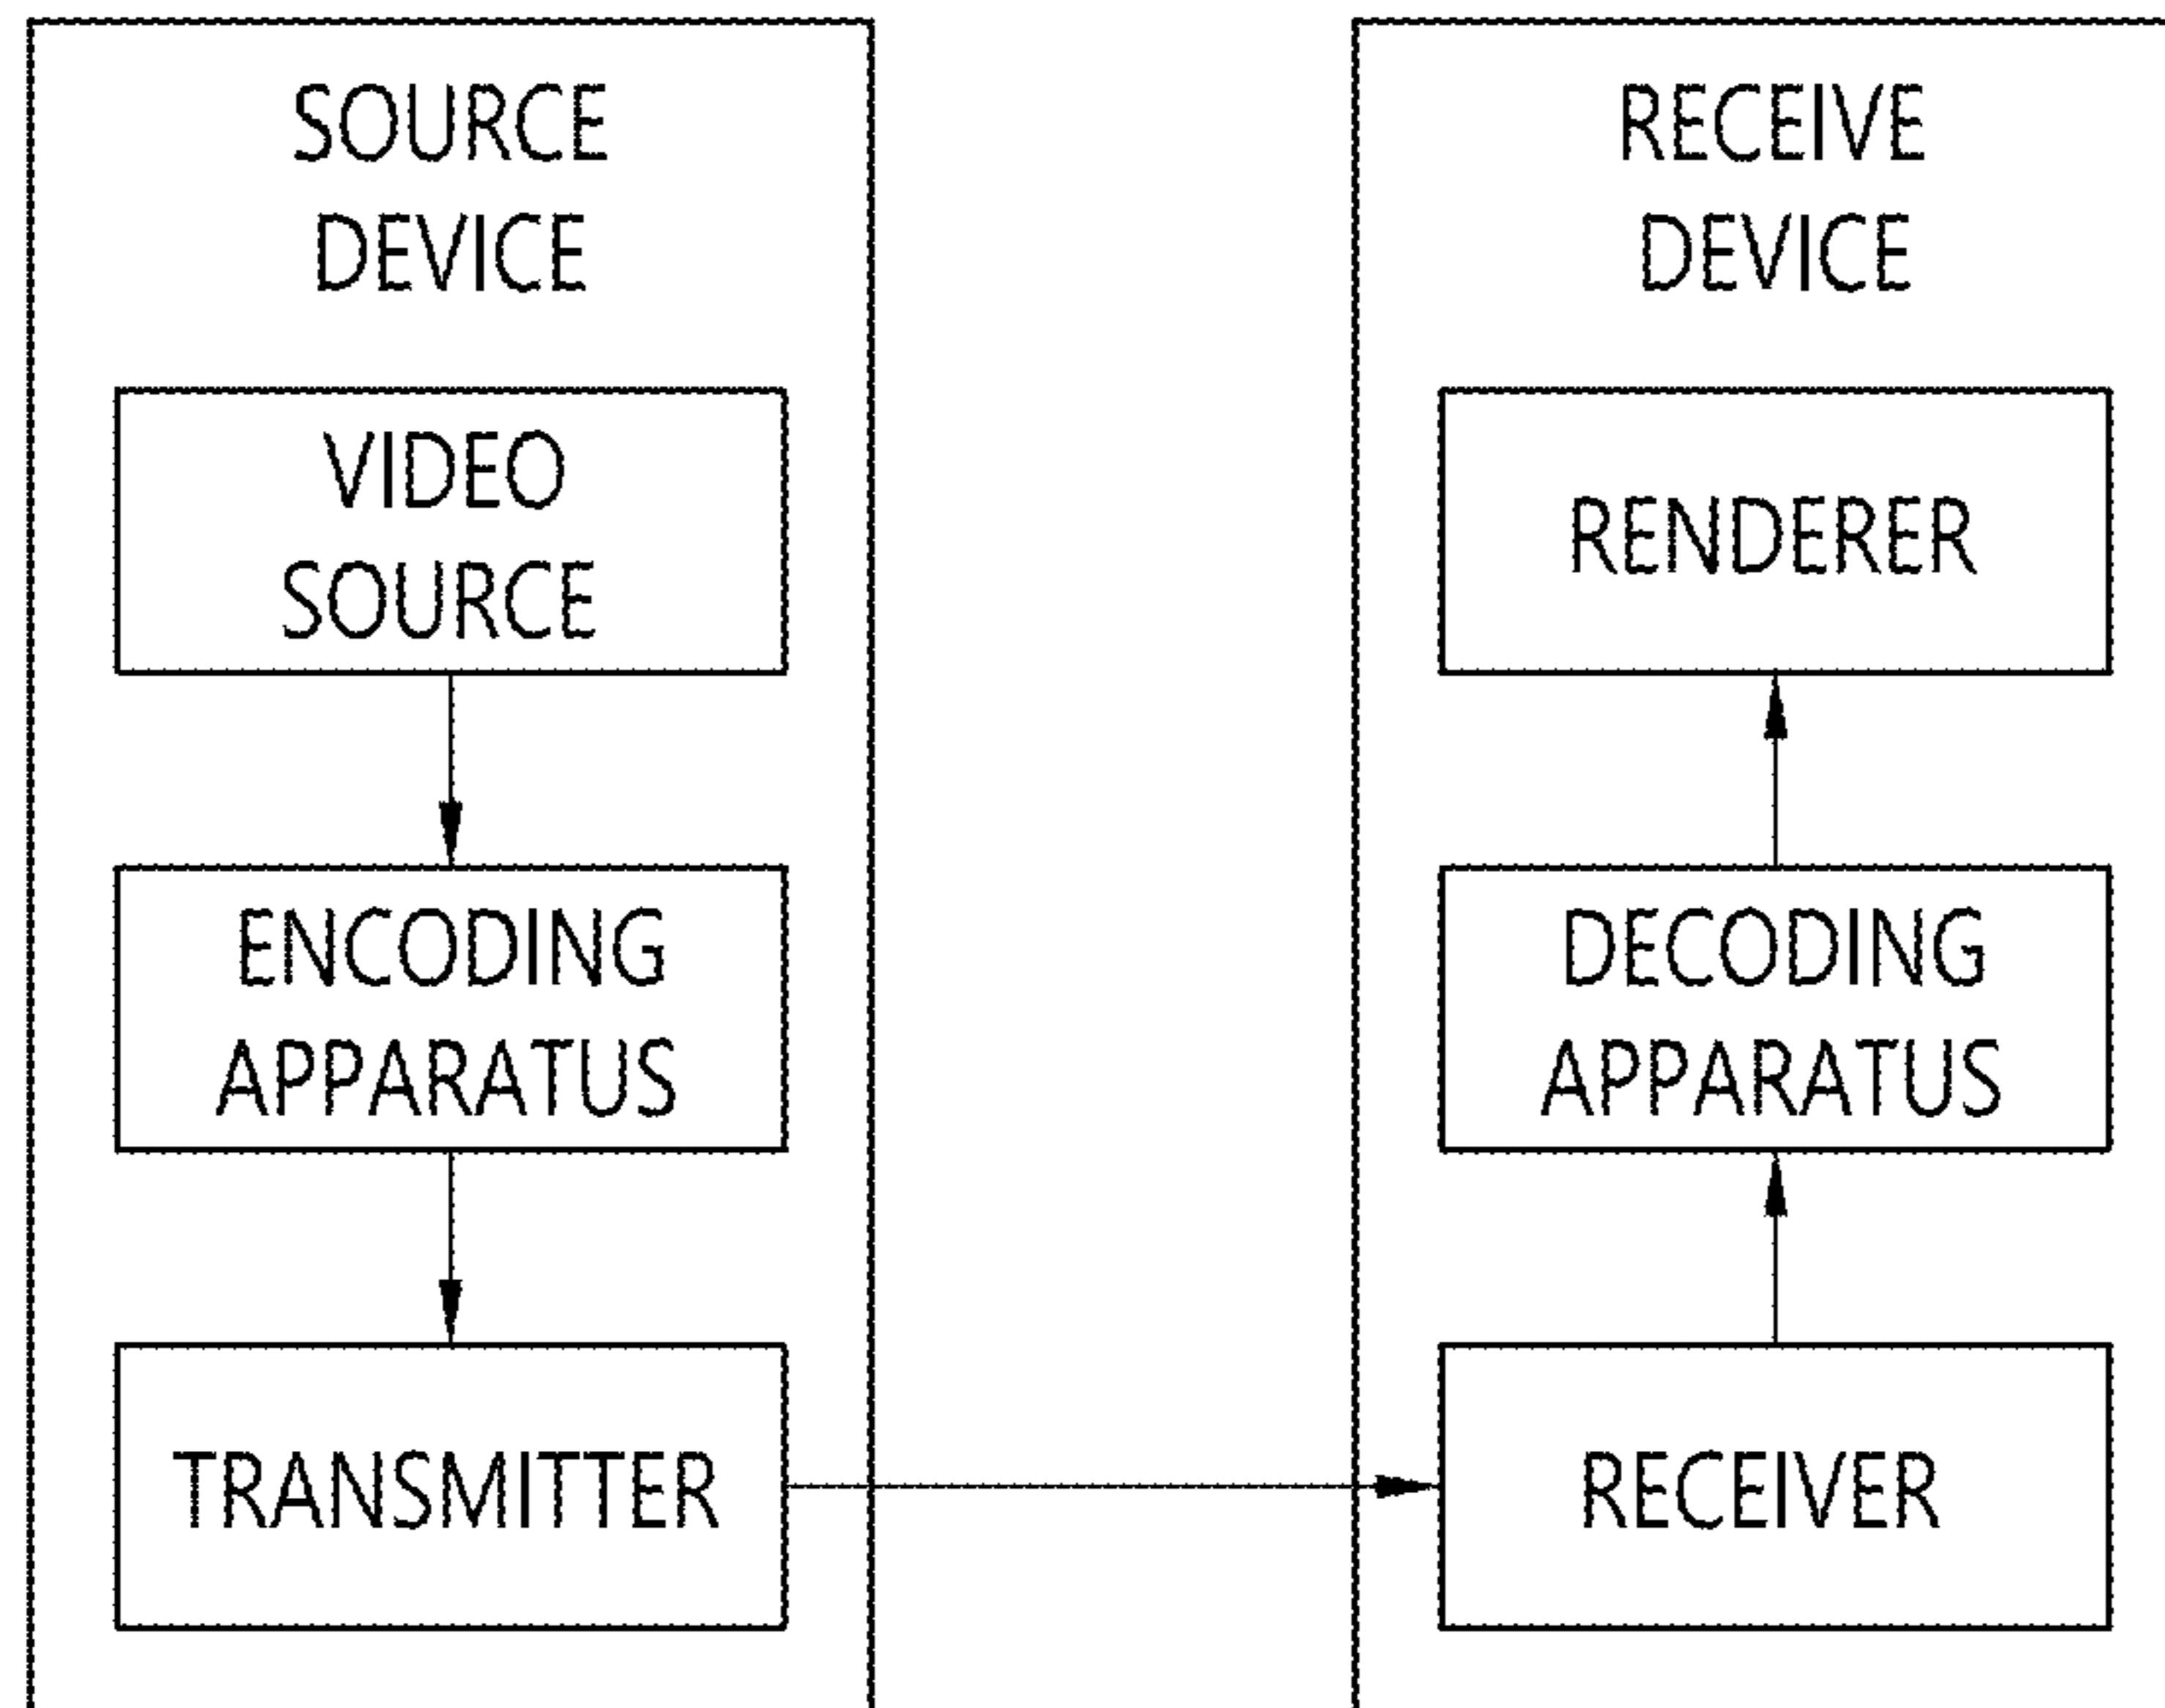 SOURCE
DEVICE
VIDEO
SOURCE
ENCODING
APPARATUS
TRANSMITTER
RECEIVE
DEVICE
RENDERER
DECODING
APPARATUS
RECEIVER